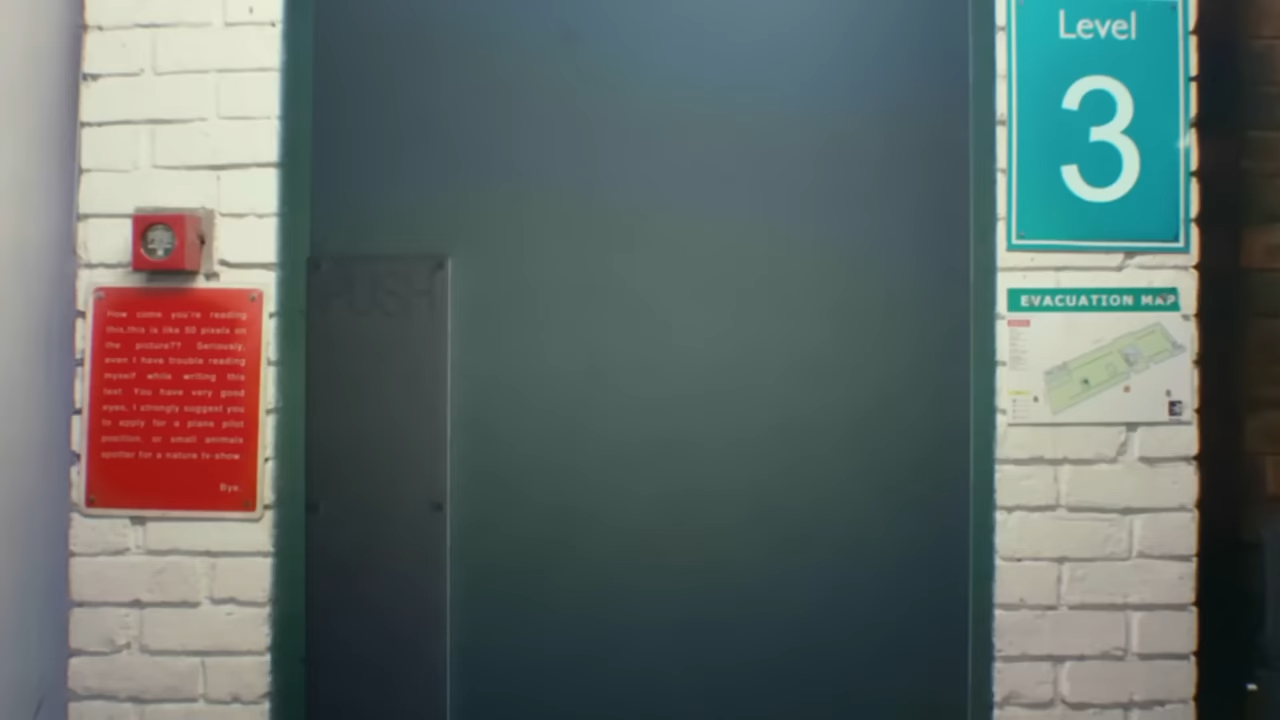 Level
3
EVACUATION MAP
PUSH
How come you're reading
this,this is like 50 pixels on
the picture?? Seriously,
even I have trouble reading
myself while writing this
text. You have very good
eyes, I strongly suggest you
to apply for a plane pilot
position, or small animals
spotter for a nature tv-show
Bye.